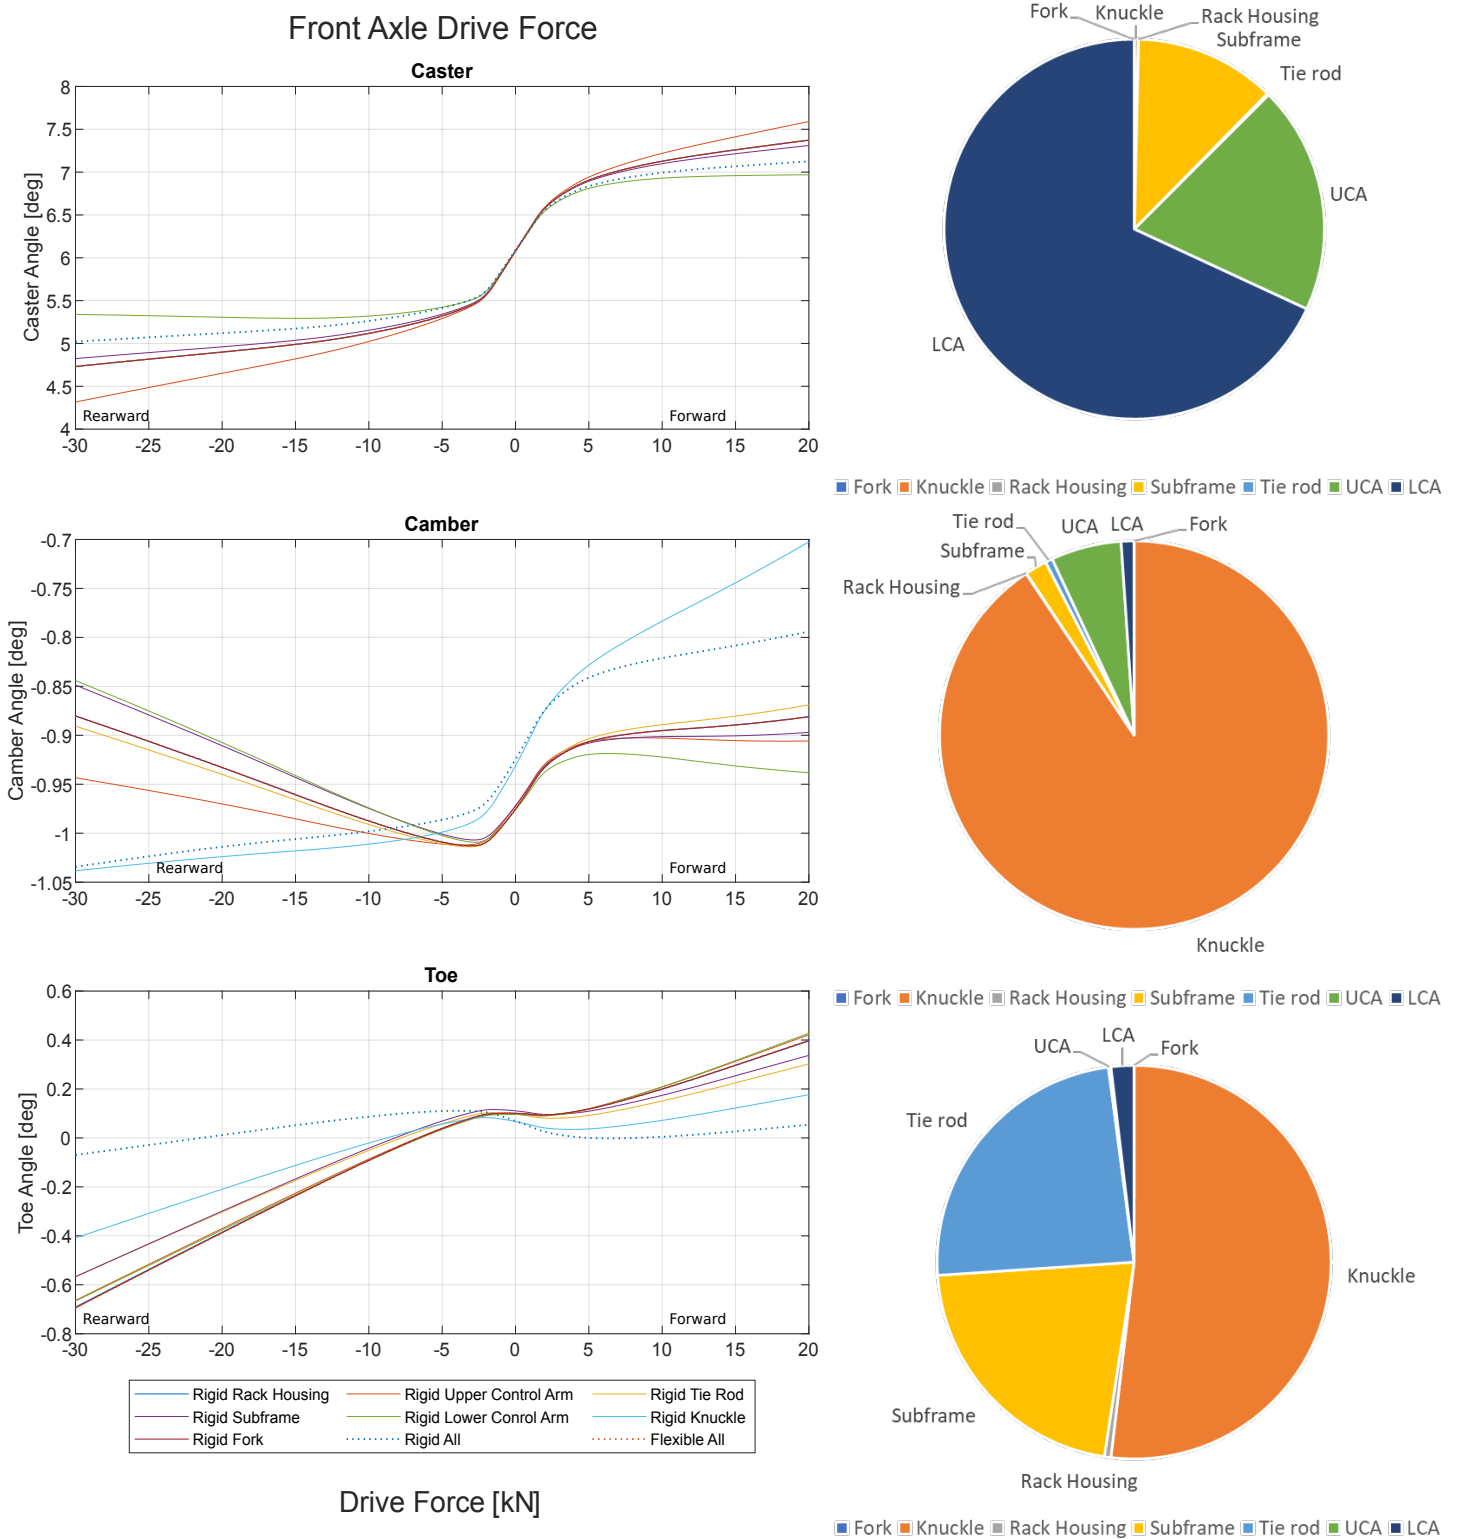 Front Axle Drive Force
Caster
Caster Angle [deg]
8
7.5
7
6.5
6
5.5
5
4.5
4
Rearward
Forward
-30 -25 -20 -15 -10 -5 0 5 10 15 20
Fork
Knuckle
Rack Housing
Subframe
Tie rod
UCA
LCA
Fork Knuckle Rack Housing Subframe Tie rod UCA LCA
Camber
Camber Angle [deg]
-0.7
-0.75
-0.8
-0.85
-0.9
-0.95
-1
-1.05
Rearward
Forward
-30 -25 -20 -15 -10 -5 0 5 10 15 20
Tie rod
UCA
LCA
Fork
Subframe
Rack Housing
Knuckle
Fork Knuckle Rack Housing Subframe Tie rod UCA LCA
Toe
Toe Angle [deg]
0.6
0.4
0.2
0
-0.2
-0.4
-0.6
-0.8
Rearward
Forward
-30 -25 -20 -15 -10 -5 0 5 10 15 20
UCA
LCA
Fork
Tie rod
Knuckle
Subframe
Rack Housing
Fork Knuckle Rack Housing Subframe Tie rod UCA LCA
Rigid Rack Housing Rigid Upper Control Arm Rigid Tie Rod
Rigid Subframe Rigid Lower Conrol Arm Rigid Knuckle
Rigid Fork Rigid All Flexible All
Drive Force [kN]